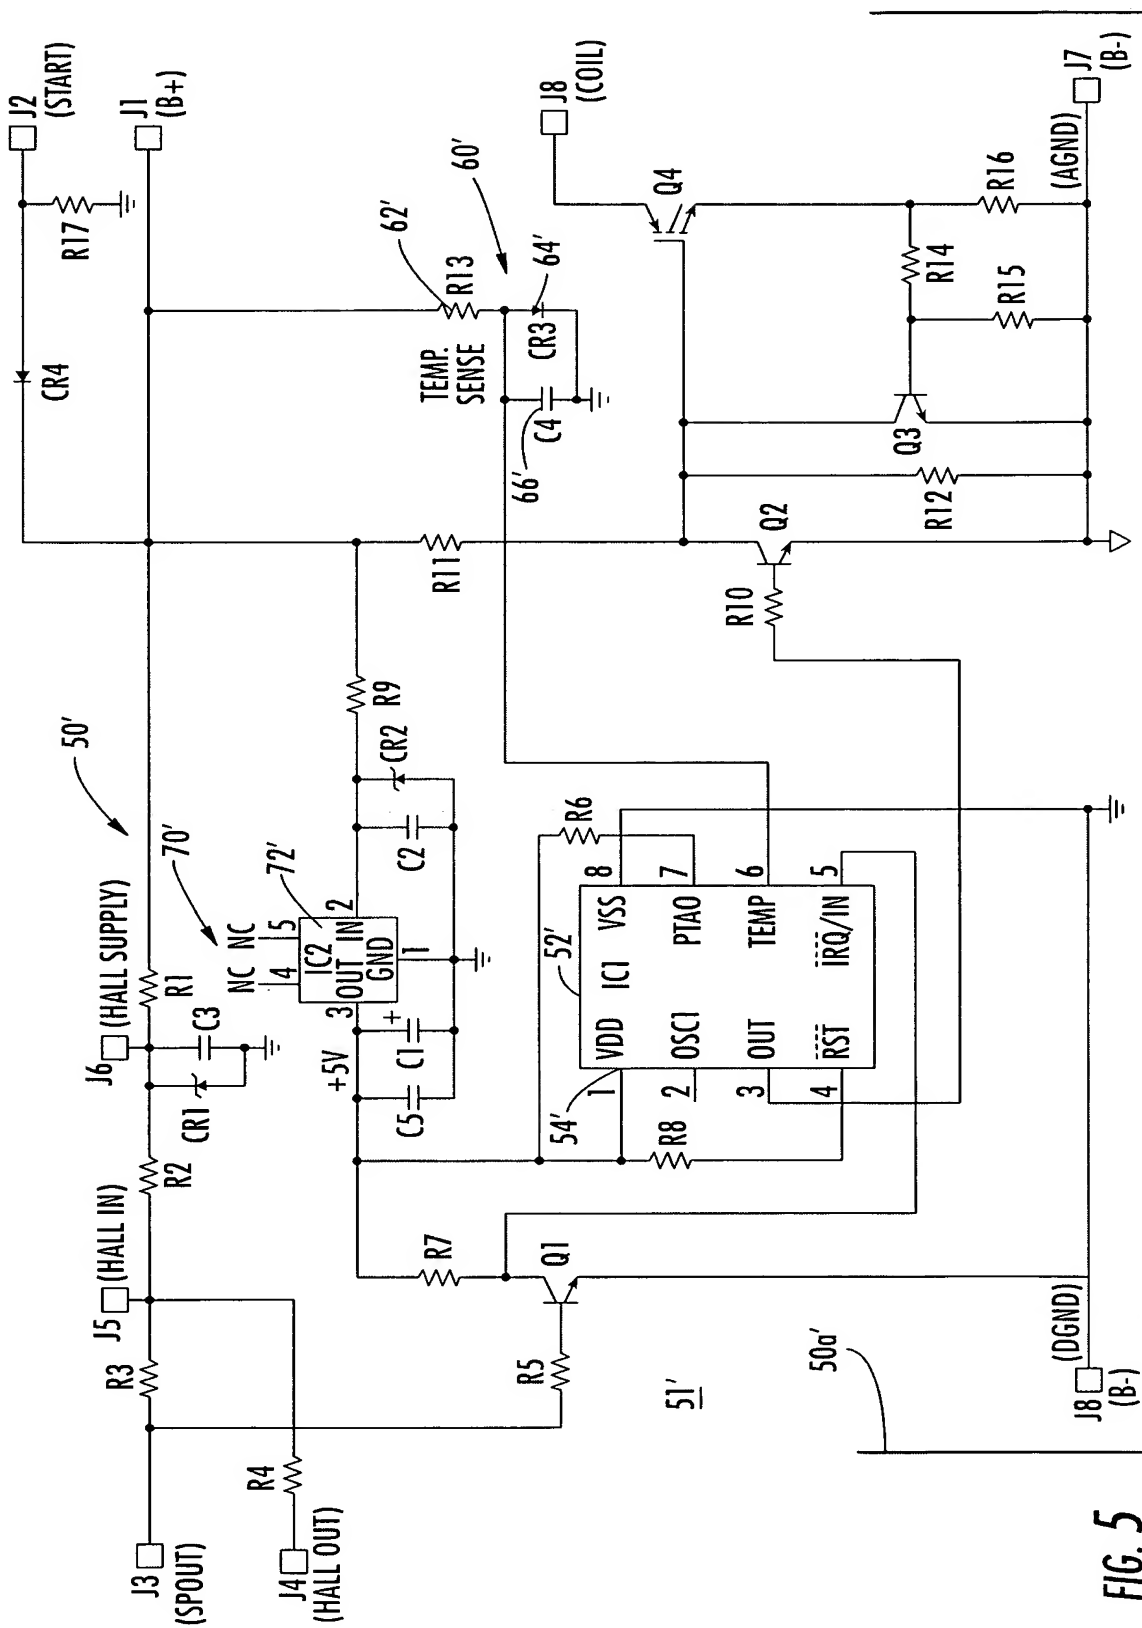 J2
(START)
J1
(B+)
R17
CR4
50'
J6
(HALL SUPPLY)
R1
C3
CR1
R2
J5
(HALL IN)
R3
J3
(SPOUT)
R4
J4
(HALL OUT)
70'
NC
NC
4
5
72'
IC2
3
OUT
IN
2
GND
1
+5V
+
C1
C5
C2
CR2
R9
R11
62'
R13
TEMP.
SENSE
60'
64'
CR3
C4
66'
J8
(COIL)
Q4
R14
R16
R15
Q3
R12
Q2
R10
(AGND)
J7
(B-)
R6
52'
54'
1
VDD
IC1
VSS
8
2
OSC1
PTAO
7
3
OUT
TEMP
6
4
RST
IRQ/IN
5
R8
R7
Q1
R5
51'
50a'
(DGND)
J8
(B-)
FIG. 5